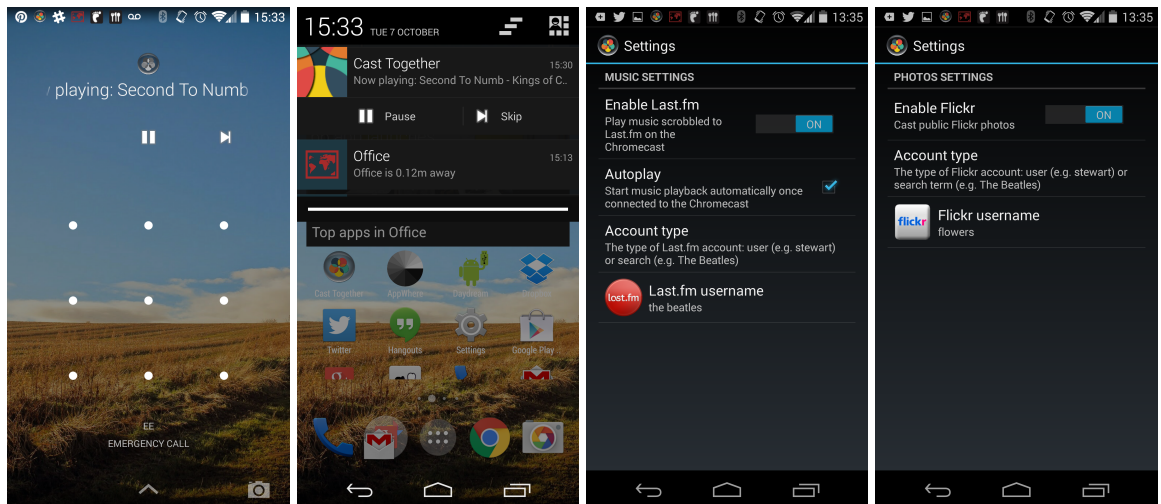 15:33
/ playing: Second To Numb
EE
EMERGENCY CALL
15:33 TUE 7 OCTOBER
Cast Together 15:30
Now playing: Second To Numb - Kings of C..
Pause Skip
Office 15:13
Office is 0.12m away
Top apps in Office
Cast Together AppWhere Daydream Dropbox
Twitter Hangouts Settings Google Play
13:35
Settings
MUSIC SETTINGS
Enable Last.fm
Play music scrobbled to
Last.fm on the
Chromecast
ON
Autoplay
Start music playback automatically once
connected to the Chromecast
Account type
The type of Last.fm account: user (e.g. stewart)
or search (e.g. The Beatles)
lost.fm
Last.fm username
the beatles
13:35
Settings
PHOTOS SETTINGS
Enable Flickr
Cast public Flickr photos
ON
Account type
The type of Flickr account: user (e.g. stewart) or
search term (e.g. The Beatles)
flickr
Flickr username
flowers